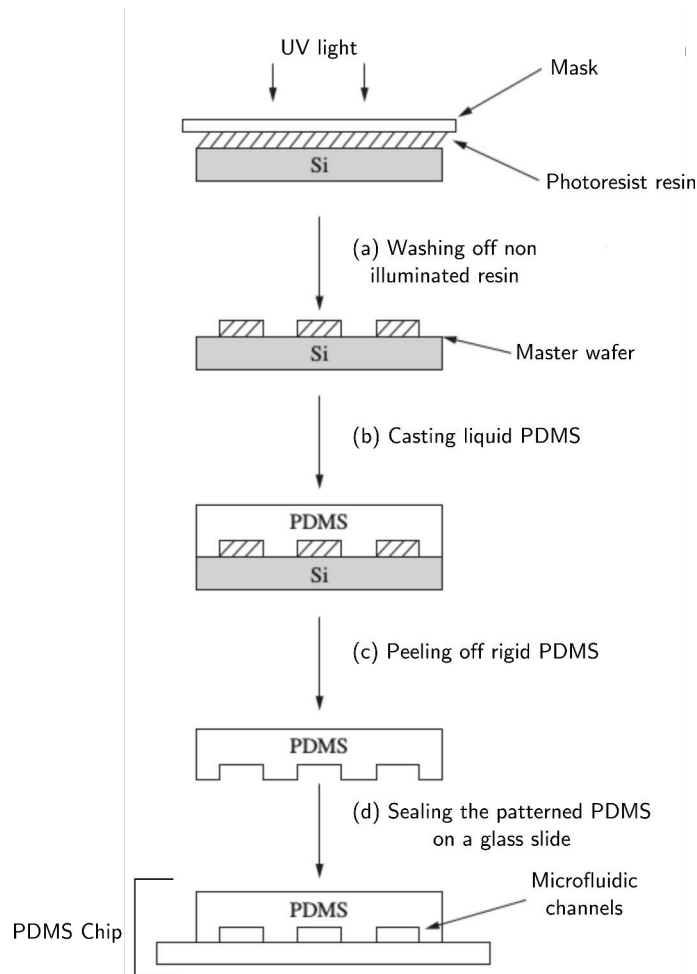 UV light
Mask
Si
Photoresist resin
(a) Washing off non
illuminated resin
Si
Master wafer
(b) Casting liquid PDMS
PDMS
Si
(c) Peeling off rigid PDMS
PDMS
(d) Sealing the patterned PDMS
on a glass slide
Microfluidic
channels
PDMS
PDMS Chip